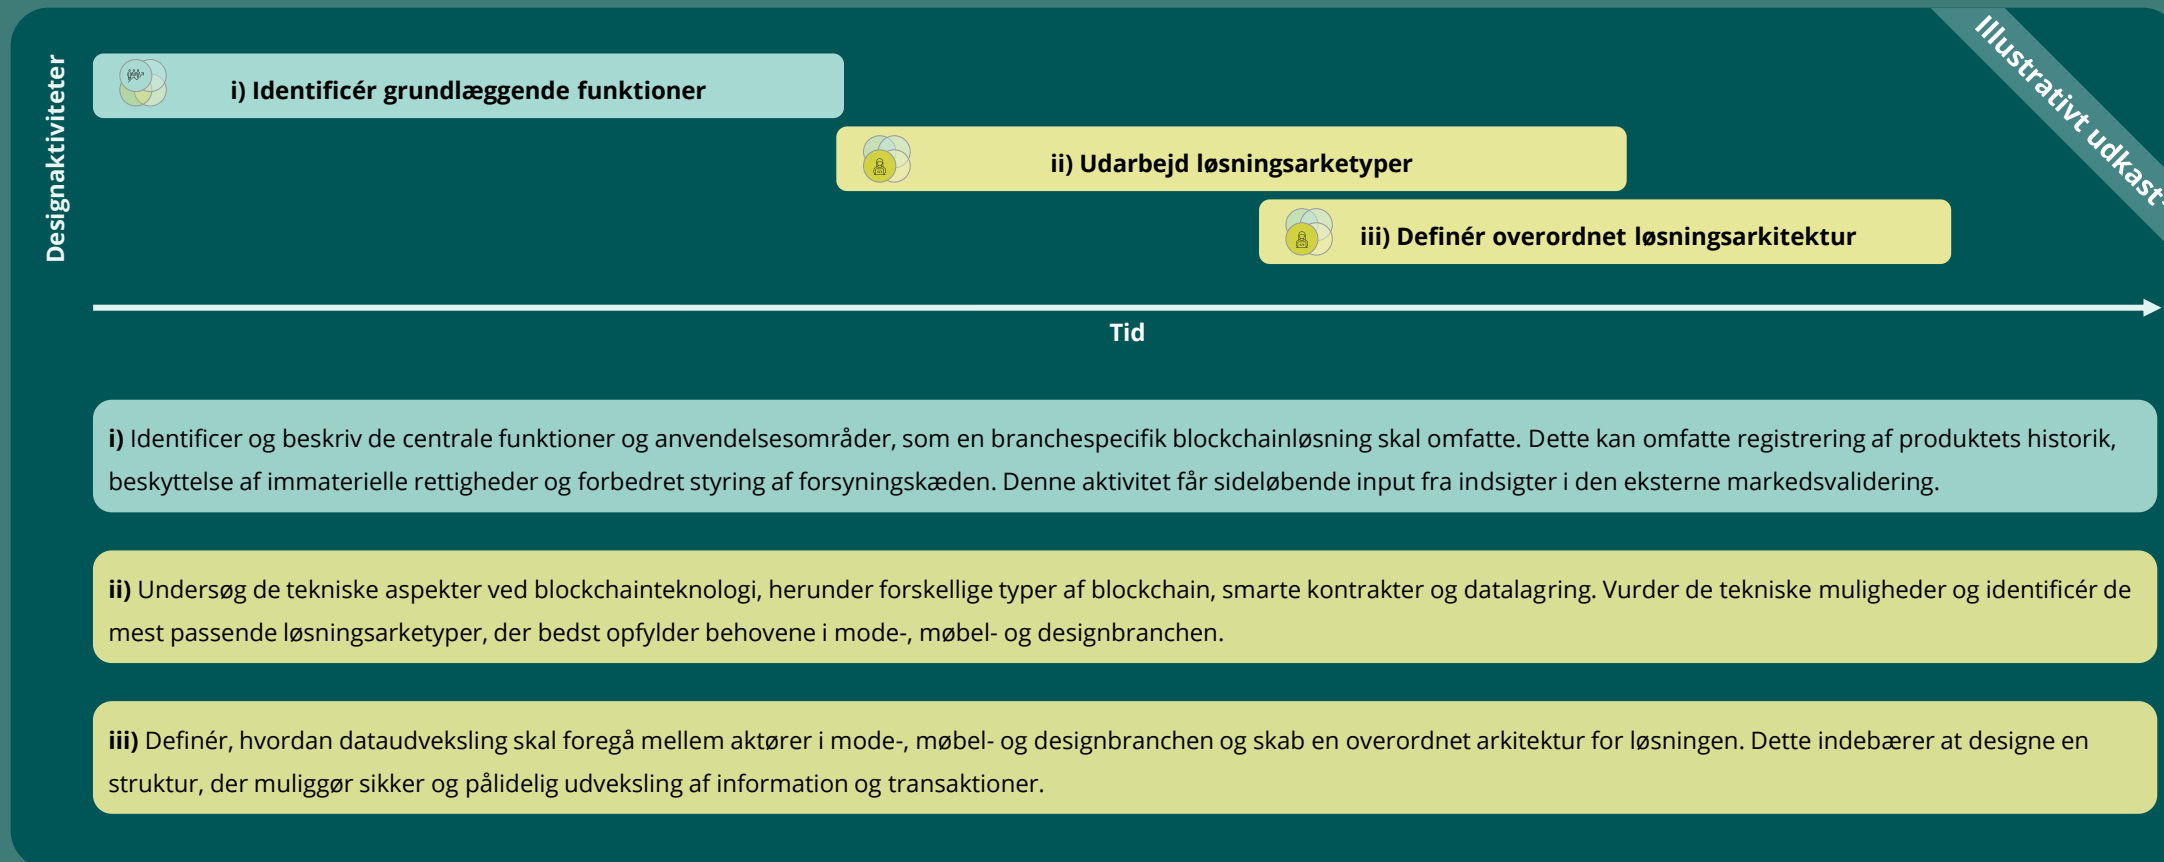 Designaktiviteter
i) Identificér grundlæggende funktioner
Illustrativt udkast
ii) Udarbejd løsningsarketyper
iii) Definér overordnet løsningsarkitektur
Tid
i) Identificer og beskriv de centrale funktioner og anvendelsesområder, som en branchespecifik blockchainløsning skal omfatte. Dette kan omfatte registrering af produktets historik,
beskyttelse af immaterielle rettigheder og forbedret styring af forsyningskæden. Denne aktivitet får sideløbende input fra indsigter i den eksterne markedsvalidering.
ii) Undersøg de tekniske aspekter ved blockchainteknologi, herunder forskellige typer af blockchain, smarte kontrakter og datalagring. Vurder de tekniske muligheder og identificér de
mest passende løsningsarketyper, der bedst opfylder behovene i mode-, møbel- og designbranchen.
iii) Definér, hvordan dataudveksling skal foregå mellem aktører i mode-, møbel- og designbranchen og skab en overordnet arkitektur for løsningen. Dette indebærer at designe en
struktur, der muliggør sikker og pålidelig udveksling af information og transaktioner.